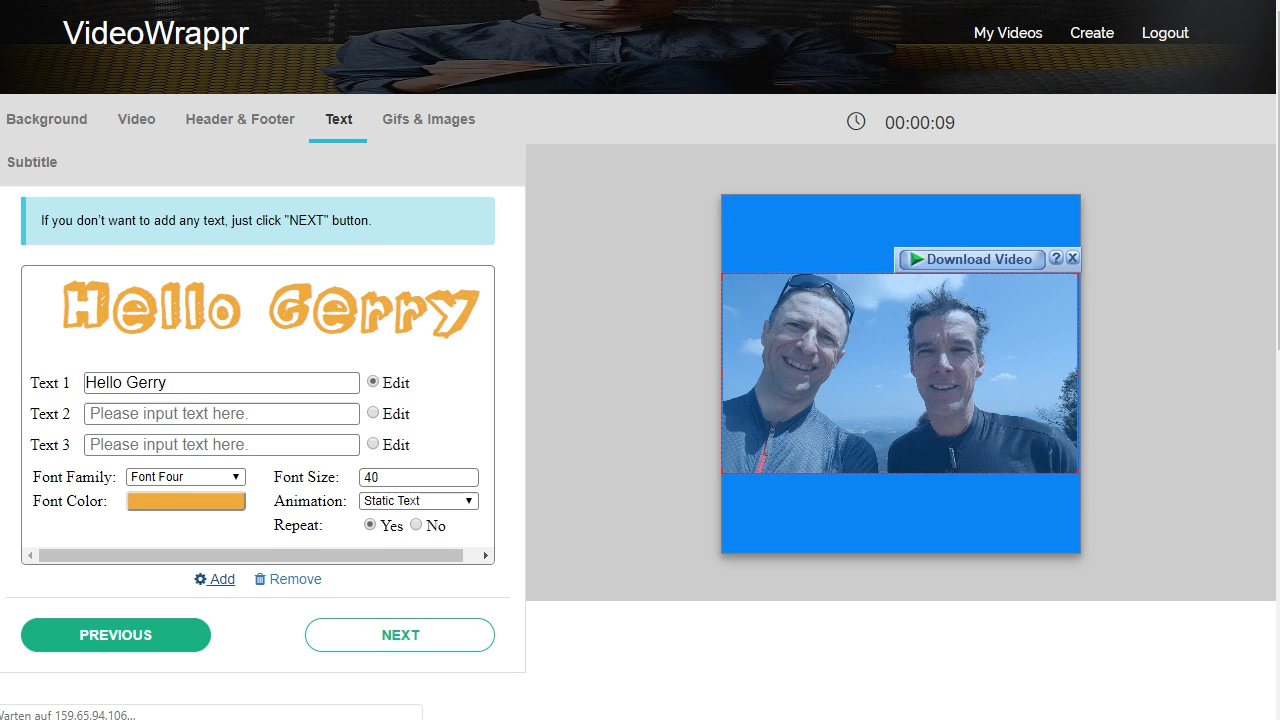 VideoWrappr
My Videos Create Logout
Background Video Header & Footer Text Gifs & Images
00:00:09
Subtitle
If you don't want to add any text, just click "NEXT" button.
Download Video ? X
Hello Gerry
Text 1 Hello Gerry Edit
Text 2 Please input text here. Edit
Text 3 Please input text here. Edit
Font Family: Font Four Font Size: 40
Font Color: Animation: Static Text
Repeat: Yes No
Add Remove
PREVIOUS NEXT
Warten auf 159.65.94.106...